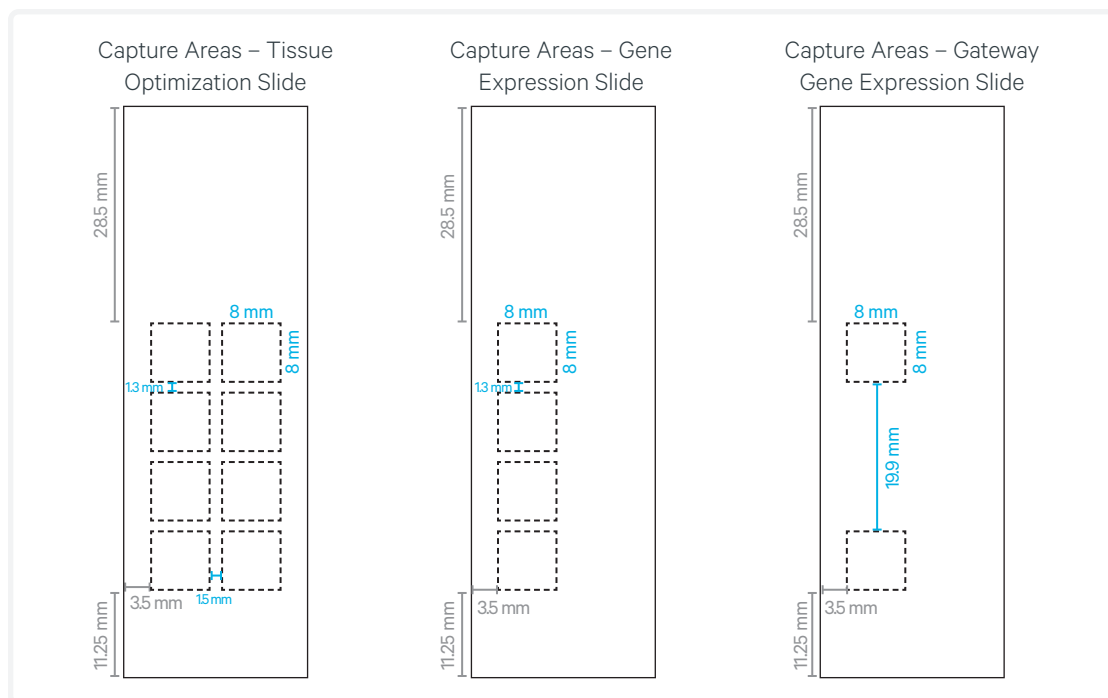 Capture Areas – Tissue
Optimization Slide
28.5 mm
8 mm
8 mm
1.3 mm
3.5 mm
1.5 mm
11.25 mm
Capture Areas – Gene
Expression Slide
28.5 mm
8 mm
8 mm
1.3 mm
3.5 mm
11.25 mm
Capture Areas – Gateway
Gene Expression Slide
28.5 mm
8 mm
8 mm
19.9 mm
3.5 mm
11.25 mm